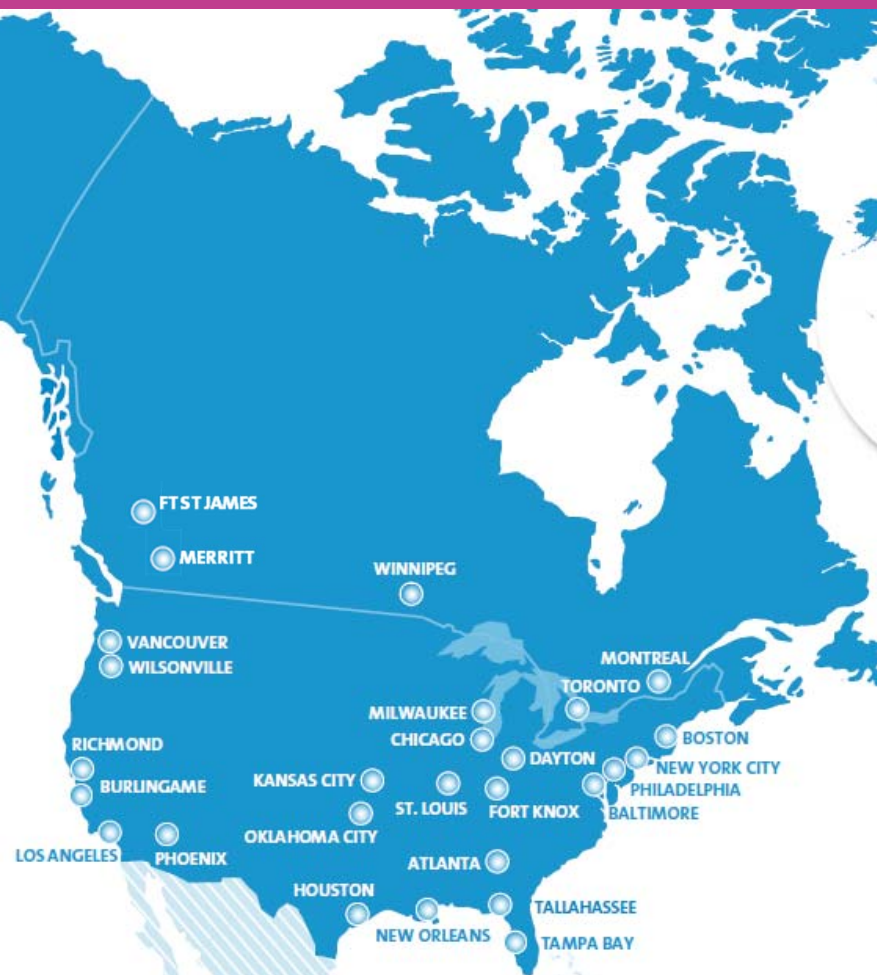 FT ST JAMES
MERRITT
WINNIPEG
VANCOUVER
WILSONVILLE
MONTREAL
TORONTO
MILWAUKEE
CHICAGO
BOSTON
RICHMOND
DAYTON
NEW YORK CITY
KANSAS CITY
BURLINGAME
PHILADELPHIA
ST. LOUIS
FORT KNOX
BALTIMORE
OKLAHOMA CITY
LOS ANGELES
PHOENIX
ATLANTA
HOUSTON
TALLAHASSEE
NEW ORLEANS
TAMPA BAY